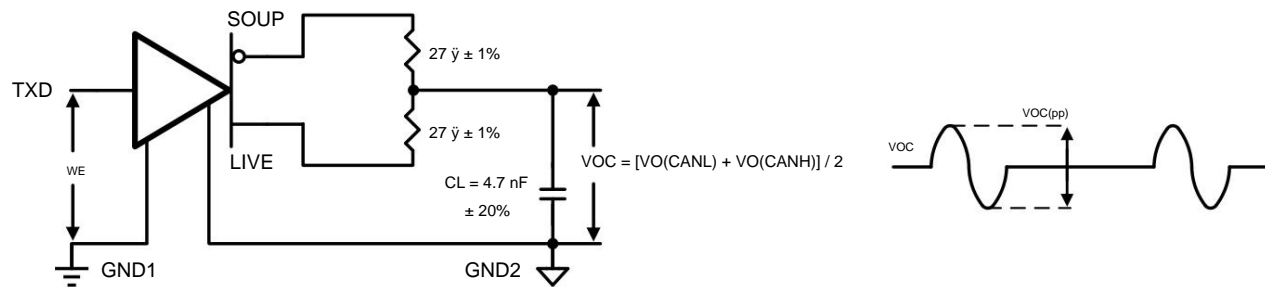 SOUP
27 ÿ ± 1%
TXD
27 ÿ ± 1%
WE
LIVE
VOC = [VO(CANL) + VO(CANH)] / 2
CL = 4.7 nF
± 20%
GND1
GND2
VOC(pp)
VOC